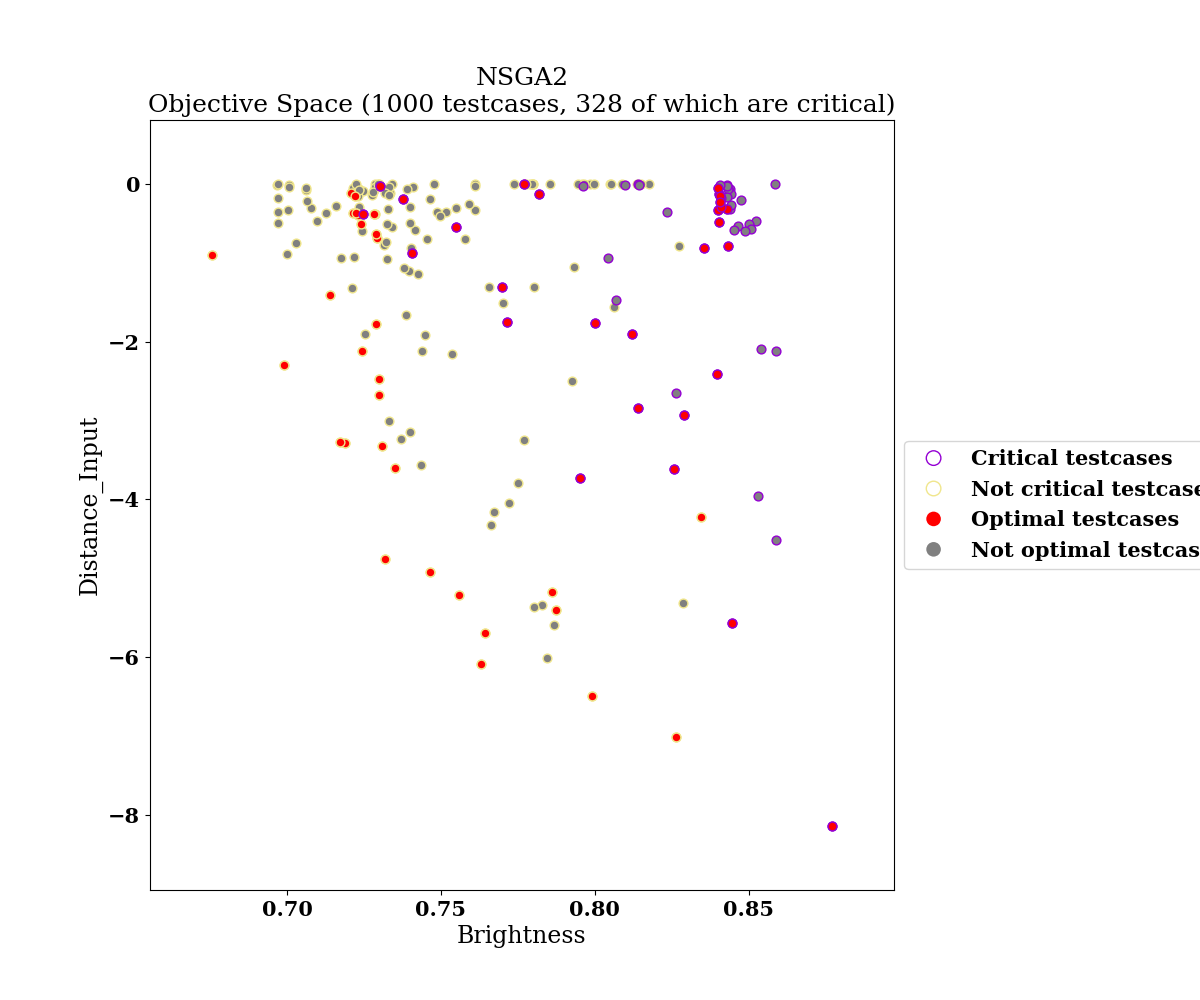 NSGA2
Objective Space (1000 testcases, 328 of which are critical)
0
−2
−4
−6
−8
Distance_Input
0.70 0.75 0.80 0.85
Brightness
Critical testcases
Not critical testcase
Optimal testcases
Not optimal testcas